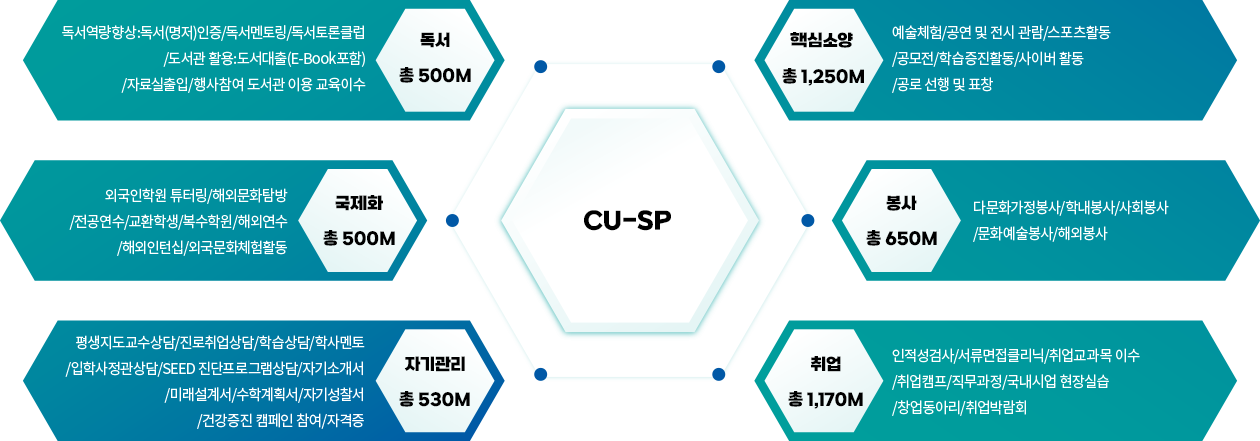 독서역량향상:독서(명저)인증/독서멘토링/독서토론클럽
/도서관 활용:도서대출(E-Book포함)
/자료실출입/행사참여 도서관 이용 교육이수
독서
총 500M
핵심소양
총 1,250M
예술체험/공연 및 전시 관람/스포츠활동
/공모전/학습증진활동/사이버 활동
/공로 선행 및 표창
외국인학원 튜터링/해외문화탐방
/전공연수/교환학생/복수학위/해외연수
/해외인턴십/외국문화체험활동
국제화
총 500M
CU-SP
봉사
총 650M
다문화가정봉사/학내봉사/사회봉사
/문화예술봉사/해외봉사
평생지도교수상담/진로취업상담/학습상담/학사멘토
/입학사정관상담/SEED 진단프로그램상담/자기소개서
/미래설계서/수학계획서/자기성찰서
/건강증진 캠페인 참여/자격증
자기관리
총 530M
취업
총 1,170M
인적성검사/서류면접클리닉/취업교과목 이수
/취업캠프/직무과정/국내시업 현장실습
/창업동아리/취업박람회